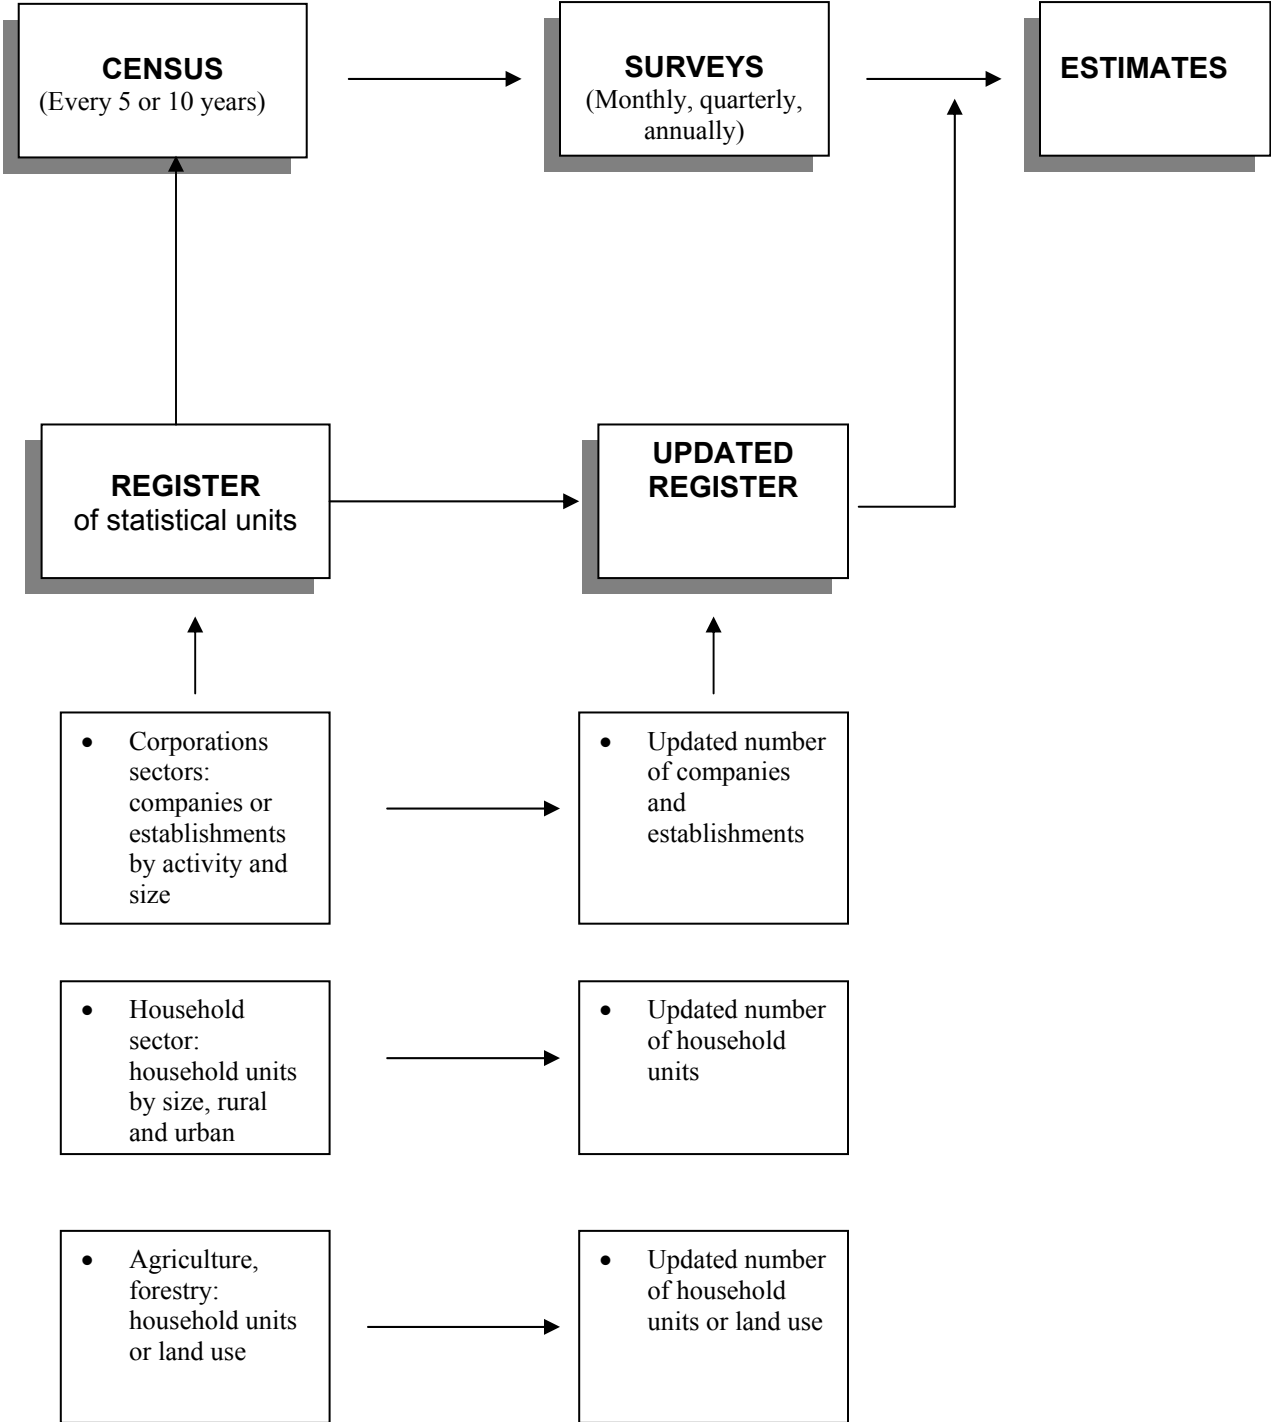 CENSUS
(Every 5 or 10 years)
SURVEYS
(Monthly, quarterly,
annually)
ESTIMATES
REGISTER
of statistical units
UPDATED
REGISTER
• Corporations
sectors:
companies or
establishments
by activity and
size
• Updated number
of companies
and
establishments
• Household
sector:
household units
by size, rural
and urban
• Updated number
of household
units
• Agriculture,
forestry:
household units
or land use
• Updated number
of household
units or land use